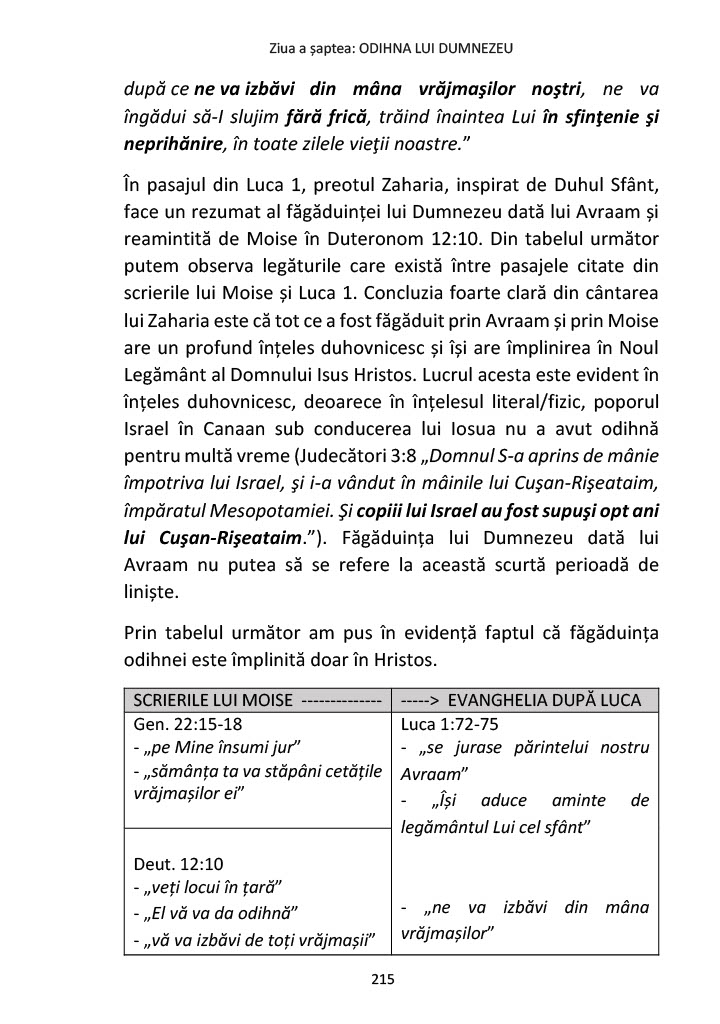 Ziua a șaptea: ODIHNA LUI DUMNEZEU
după ce ne va izbăvi din mâna vrăjmaşilor noştri, ne va
îngădui să-I slujim fără frică, trăind înaintea Lui în sfinţenie şi
neprihănire, în toate zilele vieţii noastre.”
În pasajul din Luca 1, preotul Zaharia, inspirat de Duhul Sfânt,
face un rezumat al făgăduinței lui Dumnezeu dată lui Avraam și
reamintită de Moise în Deuteronom 12:10. Din tabelul următor
putem observa legăturile care există între pasajele citate din
scrierile lui Moise și Luca 1. Concluzia foarte clară din cântarea
lui Zaharia este că tot ce a fost făgăduit prin Avraam și prin Moise
are un profund înțeles duhovnicesc și își are împlinirea în Noul
Legământ al Domnului Isus Hristos. Lucrul acesta este evident în
înțeles duhovnicesc, deoarece în înțelesul literal/fizic, poporul
Israel în Canaan sub conducerea lui Iosua nu a avut odihnă
pentru multă vreme (Judecători 3:8 „Domnul S-a aprins de mânie
împotriva lui Israel, şi i-a vândut în mâinile lui Cuşan-Rişeataim,
împăratul Mesopotamiei. Şi copiii lui Israel au fost supuşi opt ani
lui Cuşan-Rişeataim.”). Făgăduința lui Dumnezeu dată lui
Avraam nu putea să se refere la această scurtă perioadă de
liniște.
Prin tabelul următor am pus în evidență faptul că făgăduința
odihnei este împlinită doar în Hristos.
SCRIERILE LUI MOISE --------------
Gen. 22:15-18
- „pe Mine însumi jur”
- „sămânța ta va stăpâni cetățile
vrăjmașilor ei”
Deut. 12:10
- „veți locui în țară”
- „El vă va da odihnă”
- „vă va izbăvi de toți vrăjmașii”
-----> EVANGHELIA DUPĂ LUCA
Luca 1:72-75
- „se jurase părintelui nostru
Avraam”
- „Își aduce aminte de
legământul Lui cel sfânt”
- „ne va izbăvi din mâna
vrăjmașilor”
215